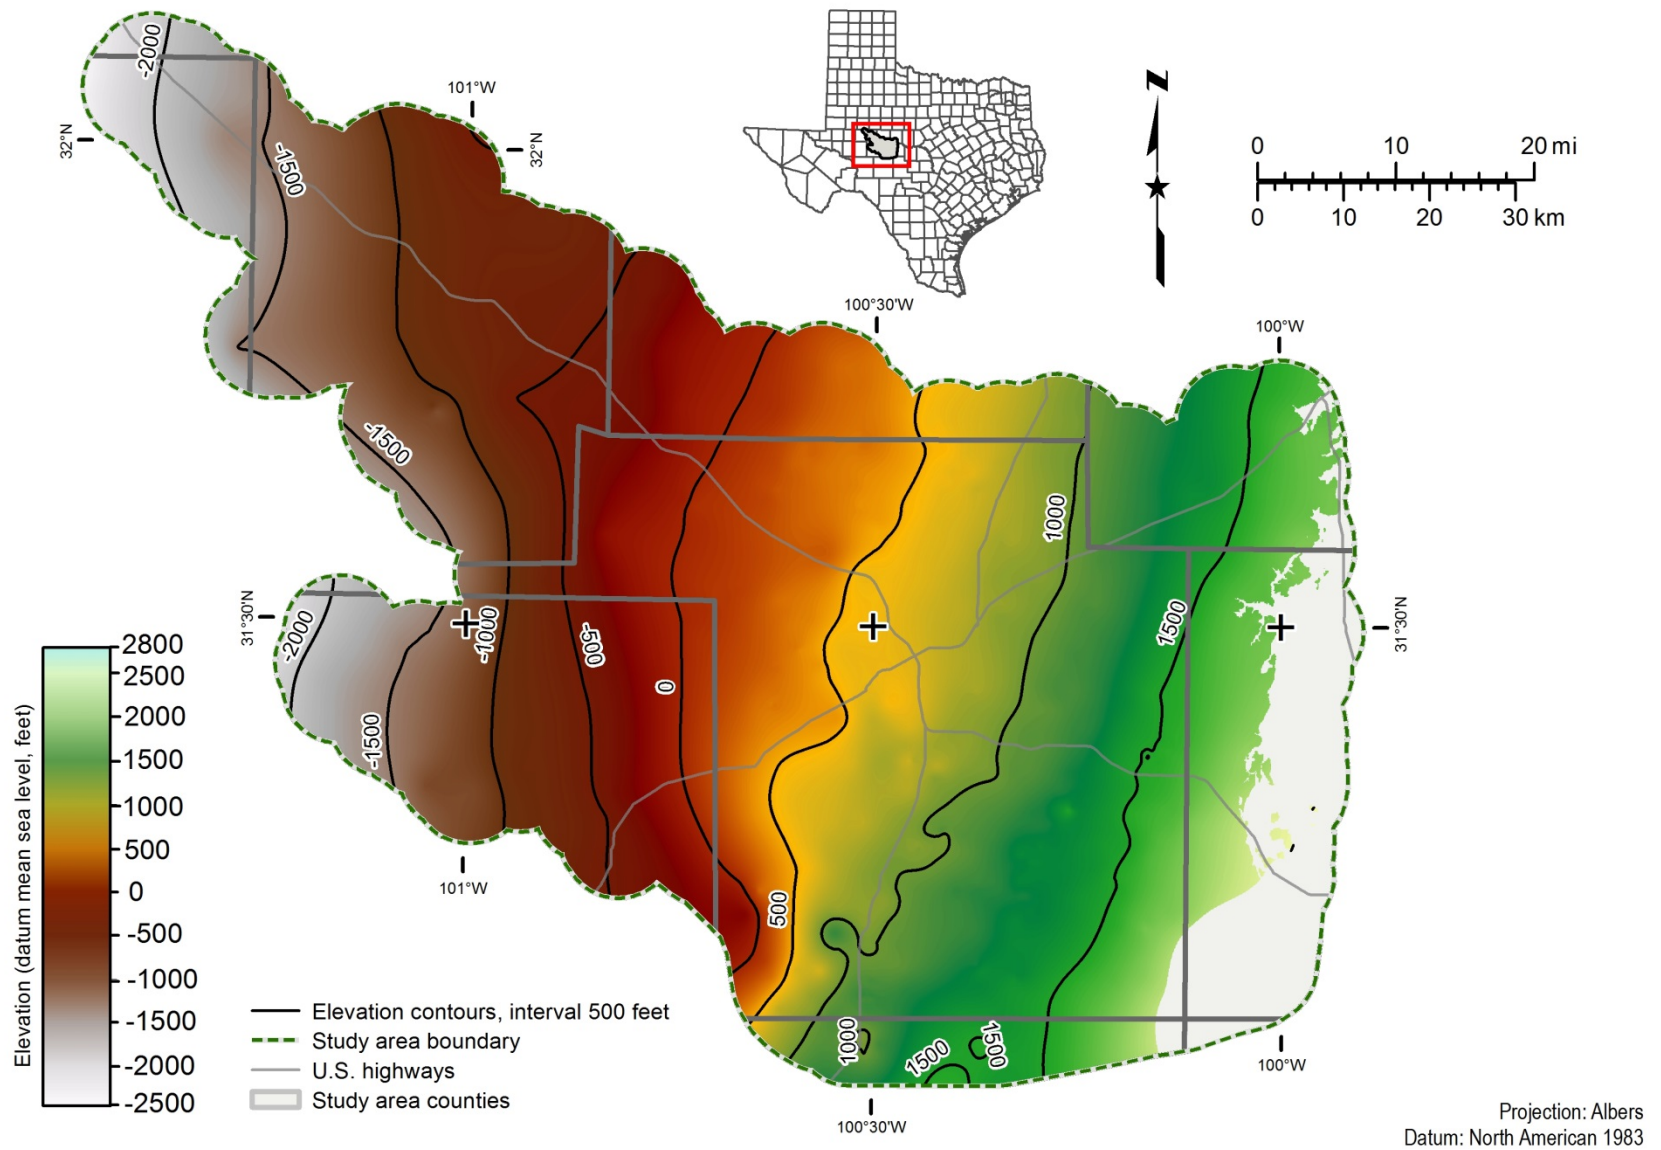 -2000
101°W
32°N
32°N
-1500
N
0 10 20 mi
0 10 20 30 km
100°30'W
100°W
-1500
1000
31°30'N
-2000
-1000
-500
0
1500
31°30'N
-1500
500
101°W
1000
1500
1500
100°30'W
100°W
Elevation (datum mean sea level, feet)
2800
2500
2000
1500
1000
500
0
-500
-1000
-1500
-2000
-2500
Elevation contours, interval 500 feet
Study area boundary
U.S. highways
Study area counties
Projection: Albers
Datum: North American 1983